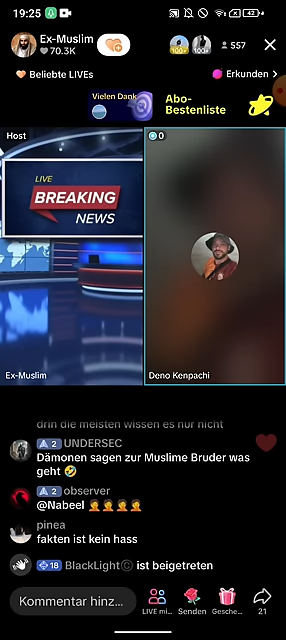 19:25
42
Ex-Muslim
70.3K
100+
100+
557
Beliebte LIVEs
Erkunden
Vielen Dank
Abo-
Bestenliste
Host
0
LIVE
BREAKING
NEWS
Ex-Muslim
Deno Kenpachi
drin die meisten wissen es nur nicht
2 UNDERSEC
Dämonen sagen zur Muslime Bruder was
geht 🤣
2 observer
@Nabeel 🤦🤦🤦🤦
pinea
fakten ist kein hass
18 BlackLight© ist beigetreten
Kommentar hinz...
LIVE mi...
Senden
Gesche...
21